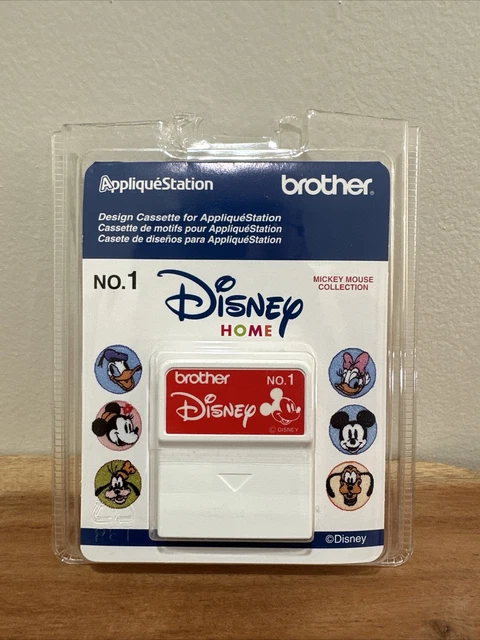 AppliquéStation
brother®
Design Cassette for AppliquéStation
Cassette de motifs pour AppliquéStation
Casete de diseños para AppliquéStation
NO.1
Disney
HOME
MICKEY MOUSE
COLLECTION
brother NO.1
Disney
© DISNEY
©Disney